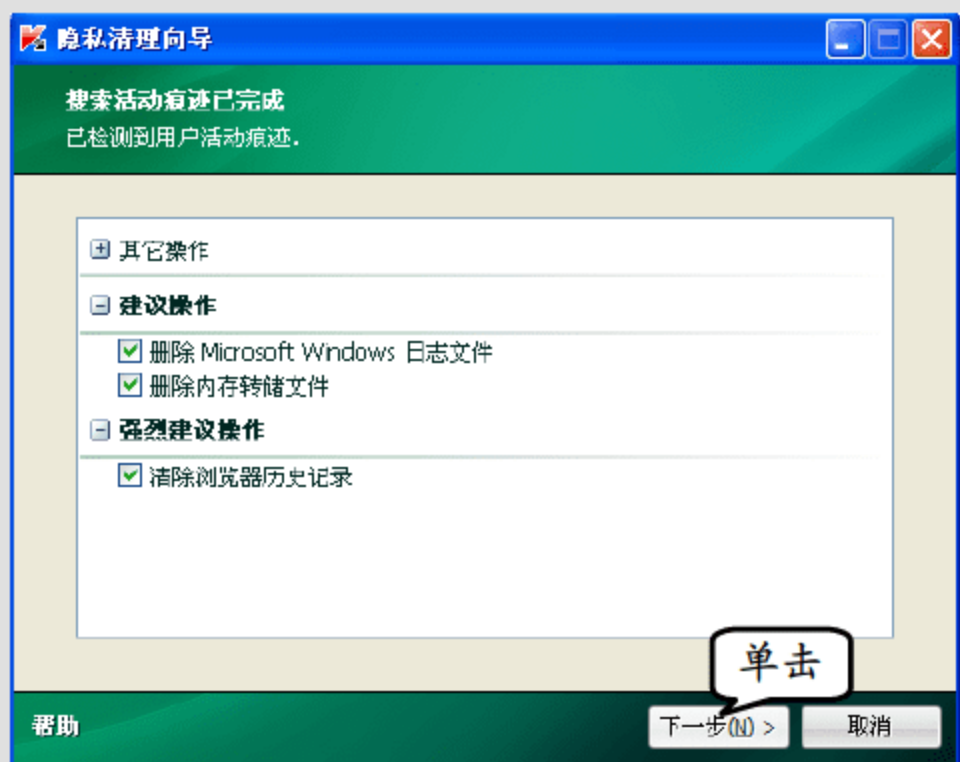 隐私清理向导
搜索活动痕迹已完成
已检测到用户活动痕迹.
其它操作
建议操作
删除 Microsoft Windows 日志文件
删除内存转储文件
强烈建议操作
清除浏览器历史记录
单击
帮助
下一步(N) >
取消